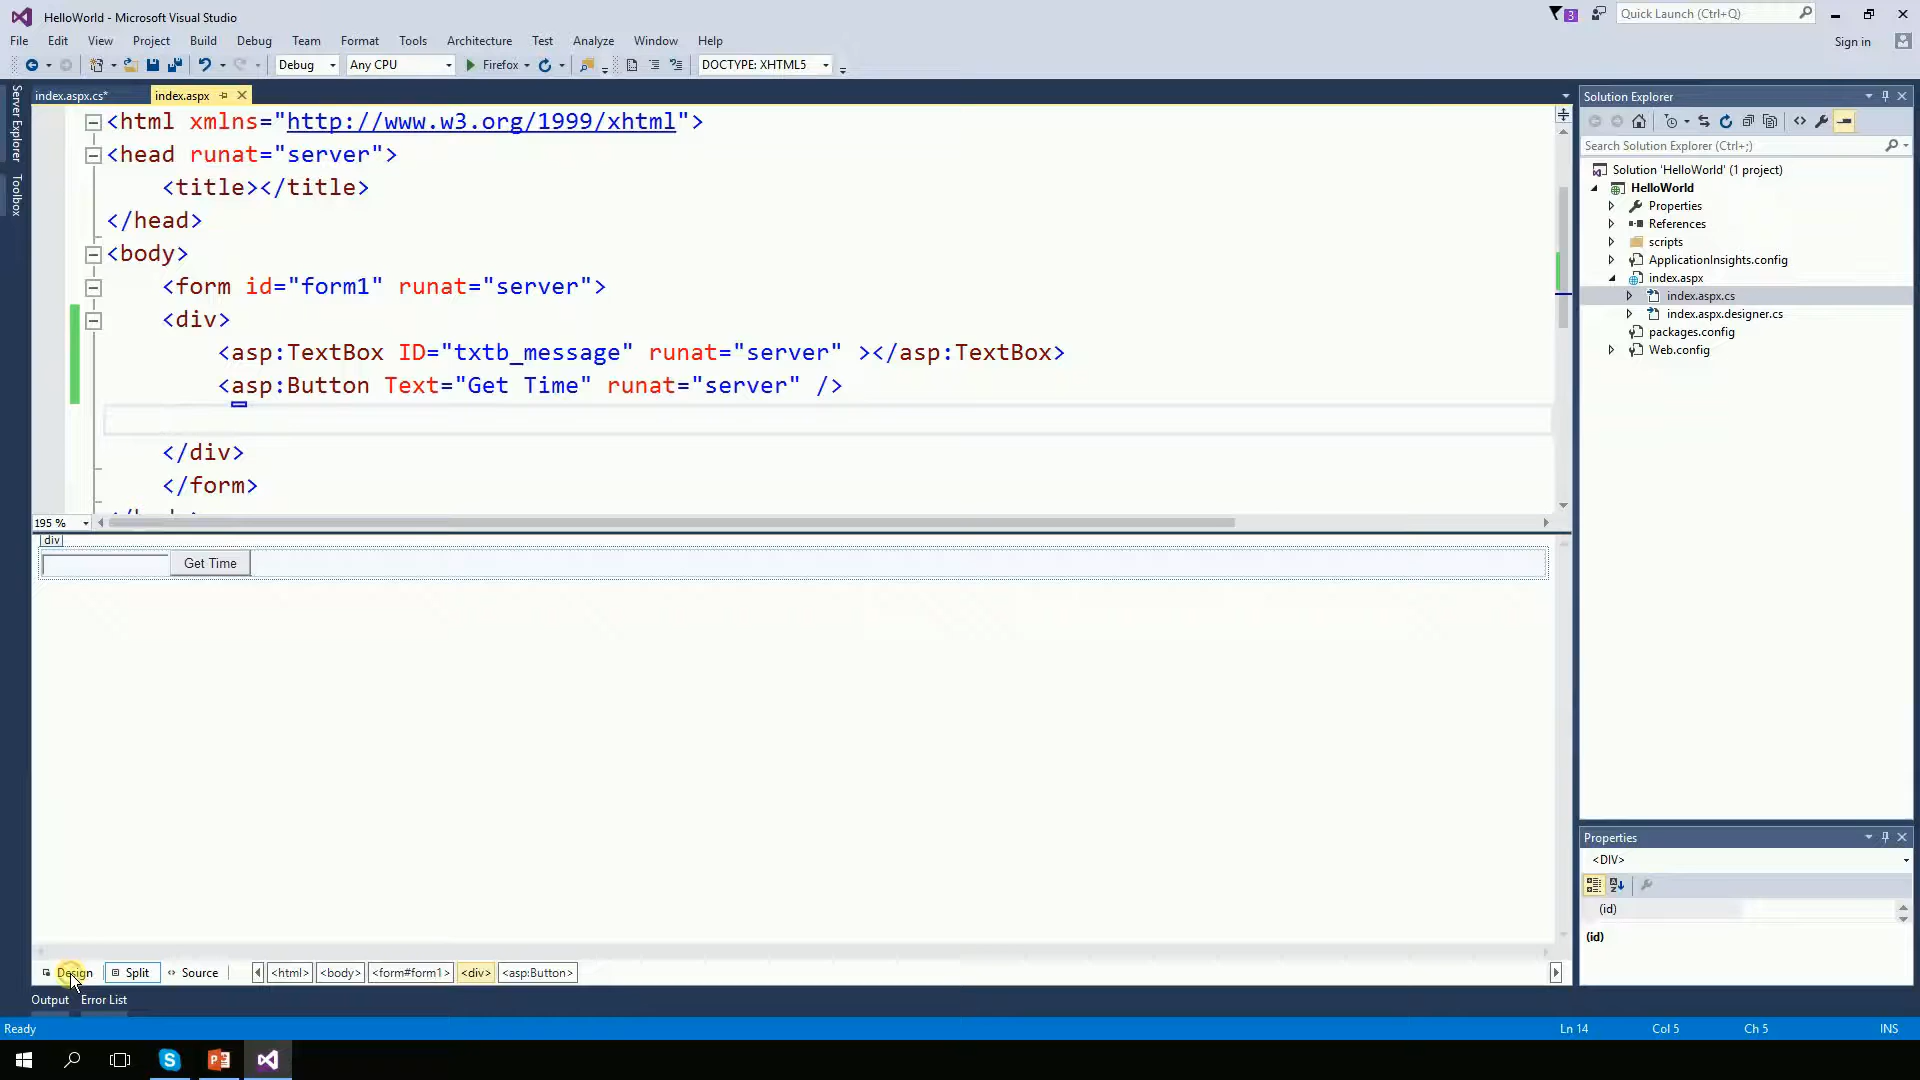 HelloWorld - Microsoft Visual Studio
3
Quick Launch (Ctrl+Q)
File Edit View Project Build Debug Team Format Tools Architecture Test Analyze Window Help
Sign in
Debug Any CPU Firefox DOCTYPE: XHTML5
index.aspx.cs* index.aspx
Server Explorer
Toolbox
<html xmlns="http://www.w3.org/1999/xhtml">
<head runat="server">
<title></title>
</head>
<body>
<form id="form1" runat="server">
<div>
<asp:TextBox ID="txtb_message" runat="server" ></asp:TextBox>
<asp:Button Text="Get Time" runat="server" />
</div>
</form>
195 %
div
Get Time
Design Split Source <html> <body> <form#form1> <div> <asp:Button>
Output Error List
Solution Explorer
Search Solution Explorer (Ctrl+;)
Solution 'HelloWorld' (1 project)
HelloWorld
Properties
References
scripts
ApplicationInsights.config
index.aspx
index.aspx.cs
index.aspx.designer.cs
packages.config
Web.config
Properties
<DIV>
(id)
(id)
Ready Ln 14 Col 5 Ch 5 INS